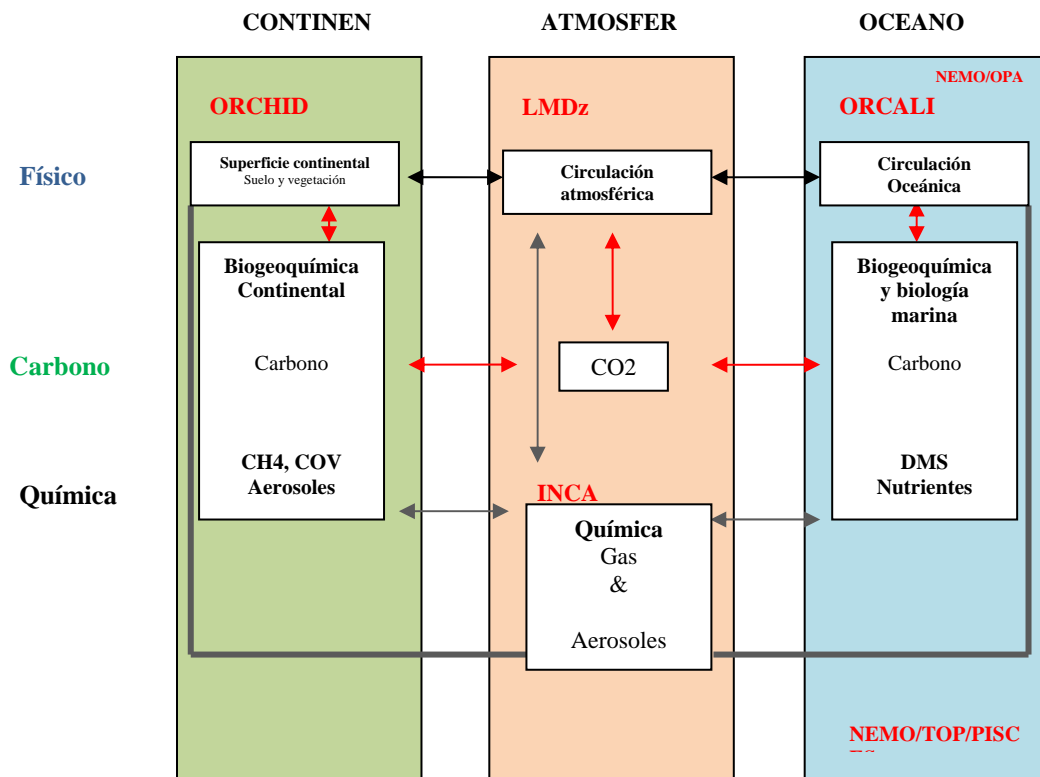 CONTINEN
ATMOSFER
OCEANO
NEMO/OPA
ORCHID
LMDz
ORCALI
Físico
Superficie continental
Suelo y vegetación
Circulación
atmosférica
Circulación
Oceánica
Biogeoquímica
Continental
Biogeoquímica
y biología
marina
Carbono
Carbono
CO2
Carbono
CH4, COV
Aerosoles
DMS
Nutrientes
Química
INCA
Química
Gas
&
Aerosoles
NEMO/TOP/PISC
ES